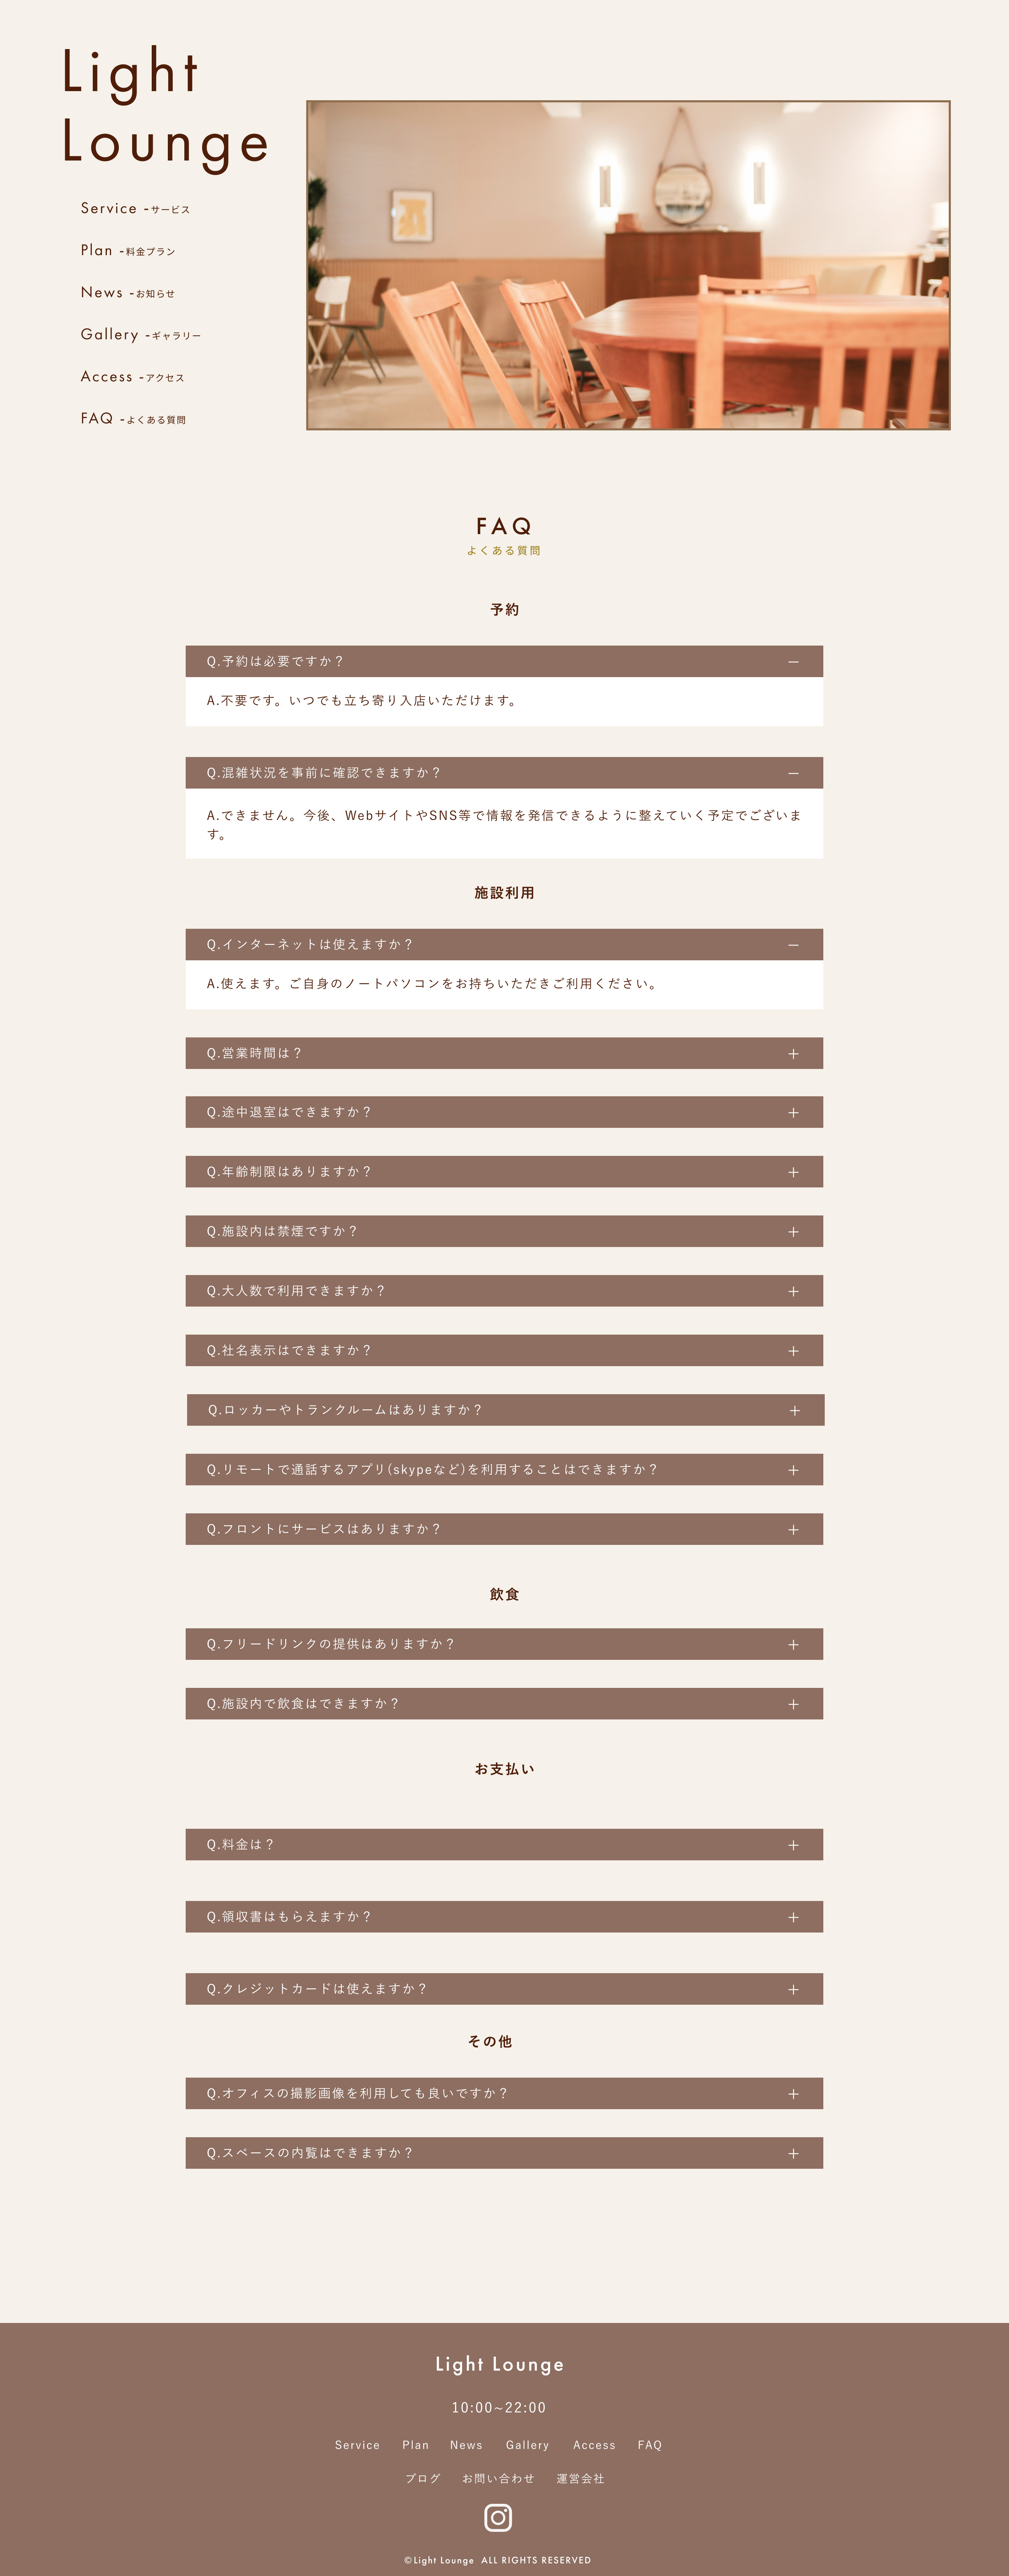 Light
Lounge
Service -サービス
Plan -料金プラン
News -お知らせ
Gallery -ギャラリー
Access -アクセス
FAQ -よくある質問
FAQ
よくある質問
予約
Q.予約は必要ですか？
A.不要です。いつでも立ち寄り入店いただけます。
Q.混雑状況を事前に確認できますか？
A.できません。今後、WebサイトやSNS等で情報を発信できるように整えていく予定でございま
す。
施設利用
Q.インターネットは使えますか？
A.使えます。ご自身のノートパソコンをお持ちいただきご利用ください。
Q.営業時間は？
Q.途中退室はできますか？
Q.年齢制限はありますか？
Q.施設内は禁煙ですか？
Q.大人数で利用できますか？
Q.社名表示はできますか？
Q.ロッカーやトランクルームはありますか？
Q.リモートで通話するアプリ(skypeなど)を利用することはできますか？
Q.フロントにサービスはありますか？
飲食
Q.フリードリンクの提供はありますか？
Q.施設内で飲食はできますか？
お支払い
Q.料金は？
Q.領収書はもらえますか？
Q.クレジットカードは使えますか？
その他
Q.オフィスの撮影画像を利用しても良いですか？
Q.スペースの内覧はできますか？
Light Lounge
10:00~22:00
Service Plan News Gallery Access FAQ
ブログ お問い合わせ 運営会社
©Light Lounge ALL RIGHTS RESERVED